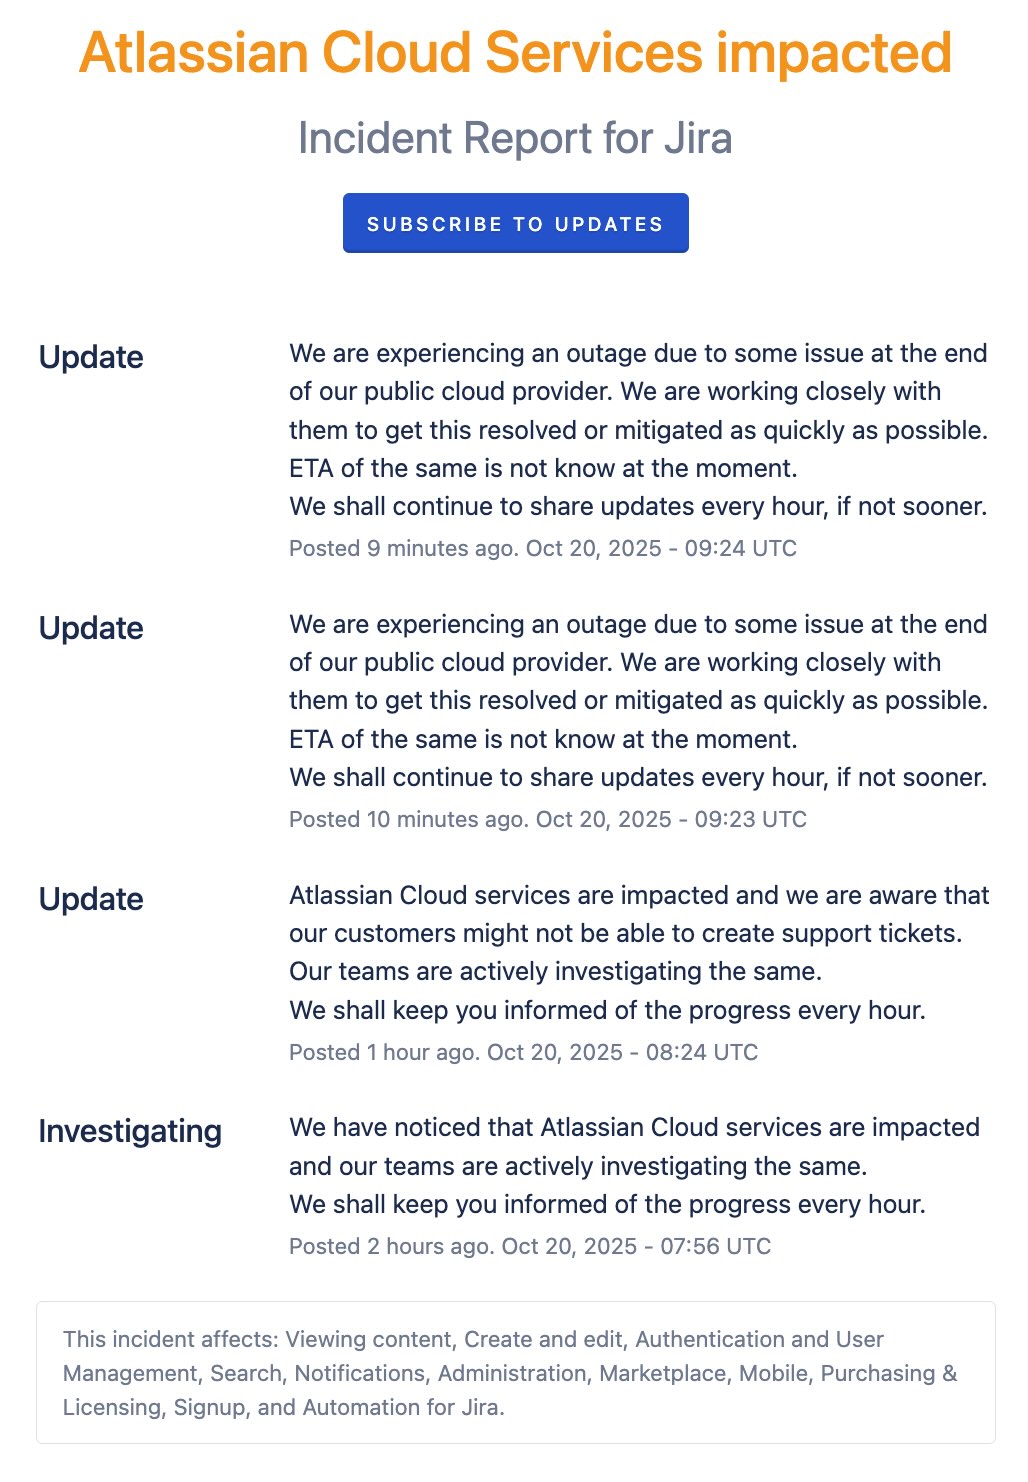 Atlassian Cloud Services impacted
Incident Report for Jira
SUBSCRIBE TO UPDATES
Update
We are experiencing an outage due to some issue at the end
of our public cloud provider. We are working closely with
them to get this resolved or mitigated as quickly as possible.
ETA of the same is not know at the moment.
We shall continue to share updates every hour, if not sooner.
Posted 9 minutes ago. Oct 20, 2025 - 09:24 UTC
Update
We are experiencing an outage due to some issue at the end
of our public cloud provider. We are working closely with
them to get this resolved or mitigated as quickly as possible.
ETA of the same is not know at the moment.
We shall continue to share updates every hour, if not sooner.
Posted 10 minutes ago. Oct 20, 2025 - 09:23 UTC
Update
Atlassian Cloud services are impacted and we are aware that
our customers might not be able to create support tickets.
Our teams are actively investigating the same.
We shall keep you informed of the progress every hour.
Posted 1 hour ago. Oct 20, 2025 - 08:24 UTC
Investigating
We have noticed that Atlassian Cloud services are impacted
and our teams are actively investigating the same.
We shall keep you informed of the progress every hour.
Posted 2 hours ago. Oct 20, 2025 - 07:56 UTC
This incident affects: Viewing content, Create and edit, Authentication and User
Management, Search, Notifications, Administration, Marketplace, Mobile, Purchasing &
Licensing, Signup, and Automation for Jira.